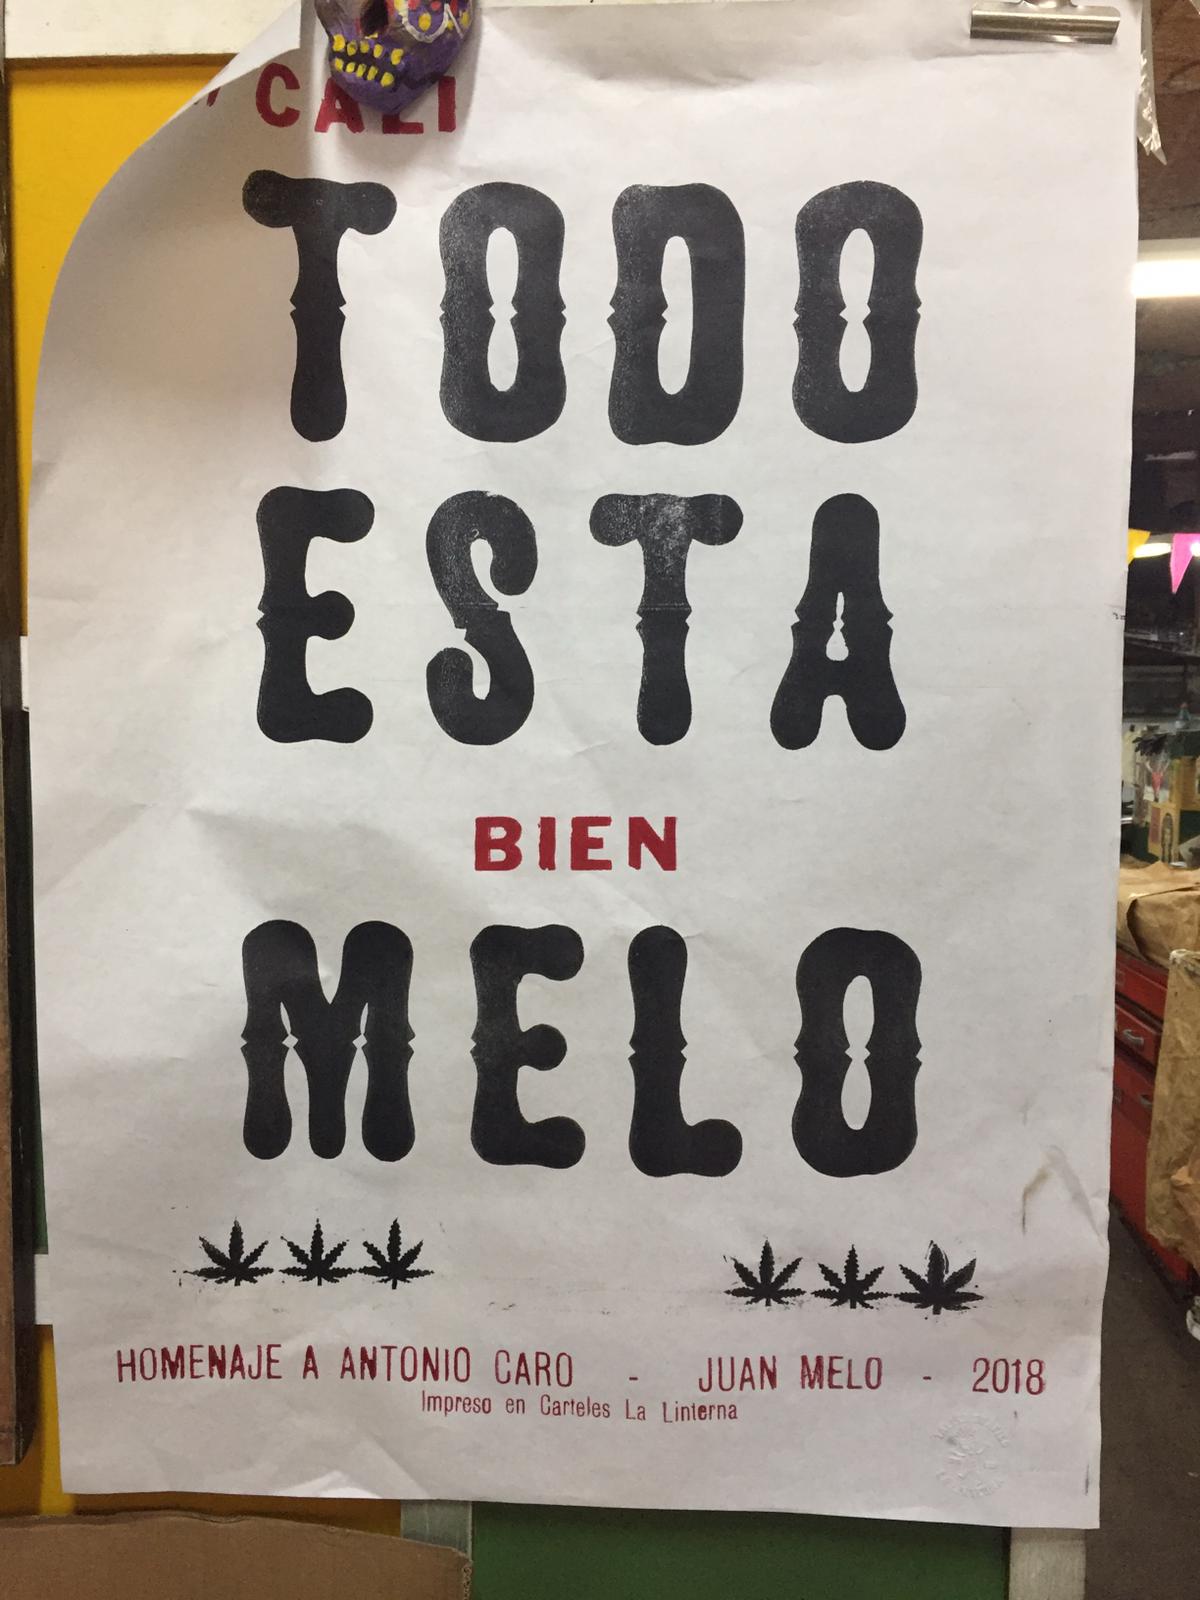 CALI
TODO
ESTA
BIEN
MELO
HOMENAJE A ANTONIO CARO - JUAN MELO - 2018
Impreso en Carteles La Linterna